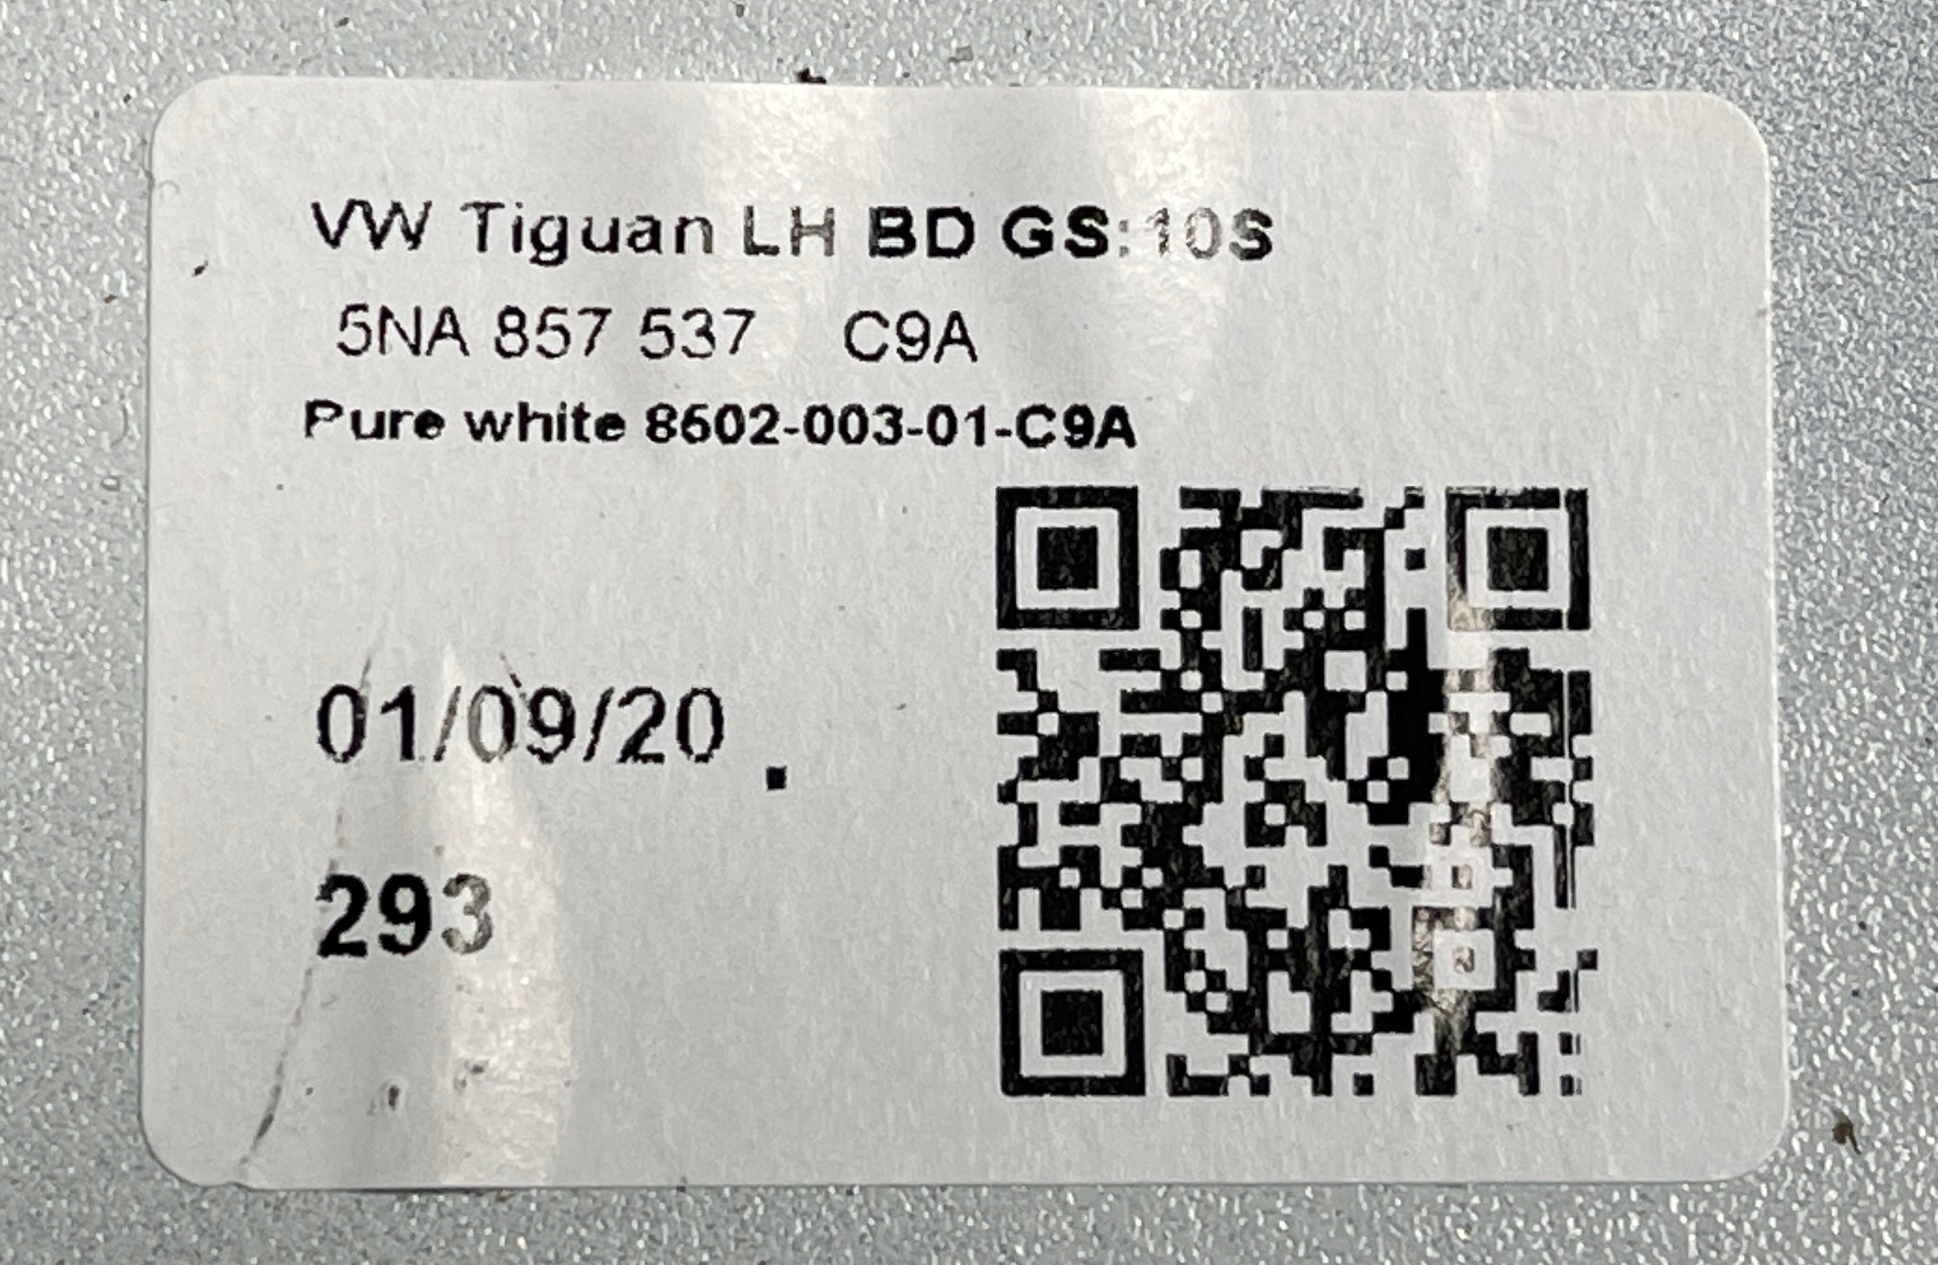 VW Tiguan LH BD GS:10S
5NA 857 537 C9A
Pure white 8602-003-01-C9A
01/09/20 .
293